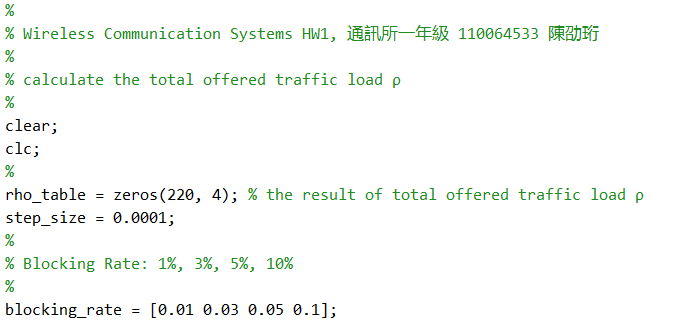 %
% Wireless Communication Systems HW1, 通訊所一年級 110064533 陳劭珩
%
% calculate the total offered traffic load ρ
%
clear;
clc;
%
rho_table = zeros(220, 4); % the result of total offered traffic load ρ
step_size = 0.0001;
%
% Blocking Rate: 1%, 3%, 5%, 10%
%
blocking_rate = [0.01 0.03 0.05 0.1];